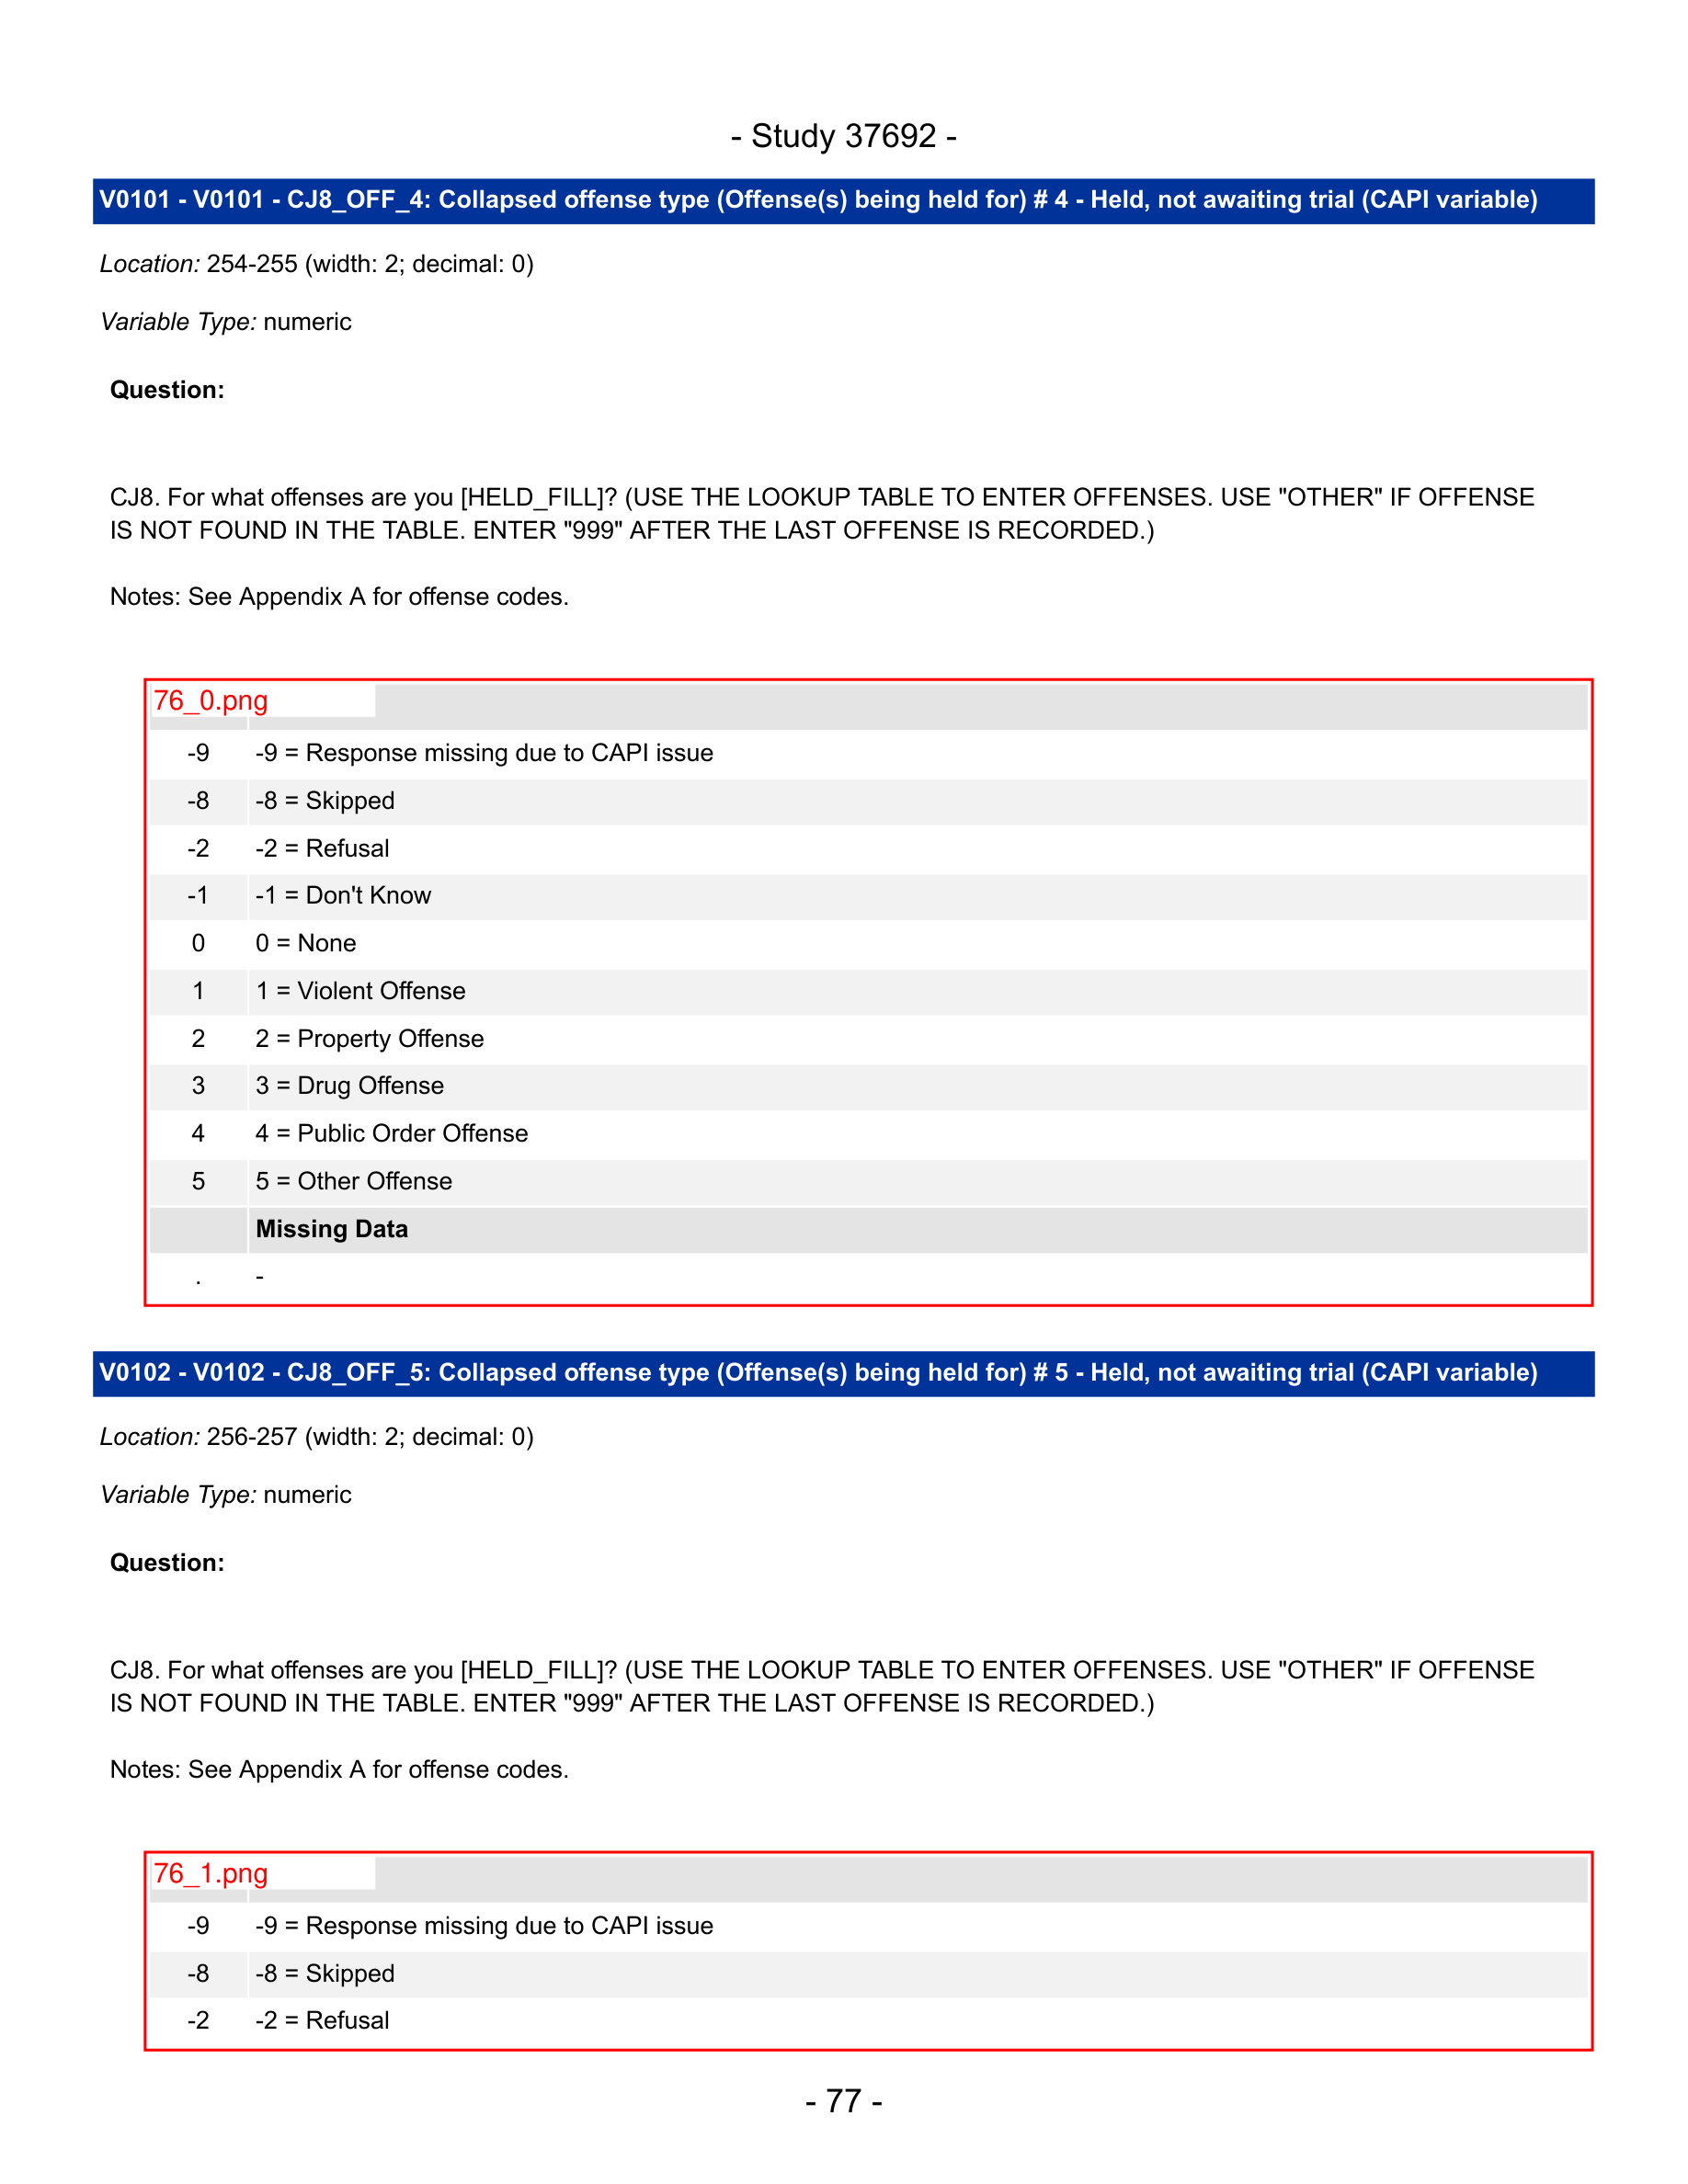 - Study 37692 -
V0101 - V0101 - CJ8_OFF_4: Collapsed offense type (Offense(s) being held for) # 4 - Held, not awaiting trial (CAPI variable)
Location: 254-255 (width: 2; decimal: 0)
Variable Type: numeric
Question:
CJ8. For what offenses are you [HELD_FILL]? (USE THE LOOKUP TABLE TO ENTER OFFENSES. USE "OTHER" IF OFFENSE
IS NOT FOUND IN THE TABLE. ENTER "999" AFTER THE LAST OFFENSE IS RECORDED.)
Notes: See Appendix A for offense codes.
76_0.png
-9 -9 = Response missing due to CAPI issue
-8 -8 = Skipped
-2 -2 = Refusal
-1 -1 = Don't Know
0 0 = None
1 1 = Violent Offense
2 2 = Property Offense
3 3 = Drug Offense
4 4 = Public Order Offense
5 5 = Other Offense
Missing Data
. -
V0102 - V0102 - CJ8_OFF_5: Collapsed offense type (Offense(s) being held for) # 5 - Held, not awaiting trial (CAPI variable)
Location: 256-257 (width: 2; decimal: 0)
Variable Type: numeric
Question:
CJ8. For what offenses are you [HELD_FILL]? (USE THE LOOKUP TABLE TO ENTER OFFENSES. USE "OTHER" IF OFFENSE
IS NOT FOUND IN THE TABLE. ENTER "999" AFTER THE LAST OFFENSE IS RECORDED.)
Notes: See Appendix A for offense codes.
76_1.png
-9 -9 = Response missing due to CAPI issue
-8 -8 = Skipped
-2 -2 = Refusal
- 77 -